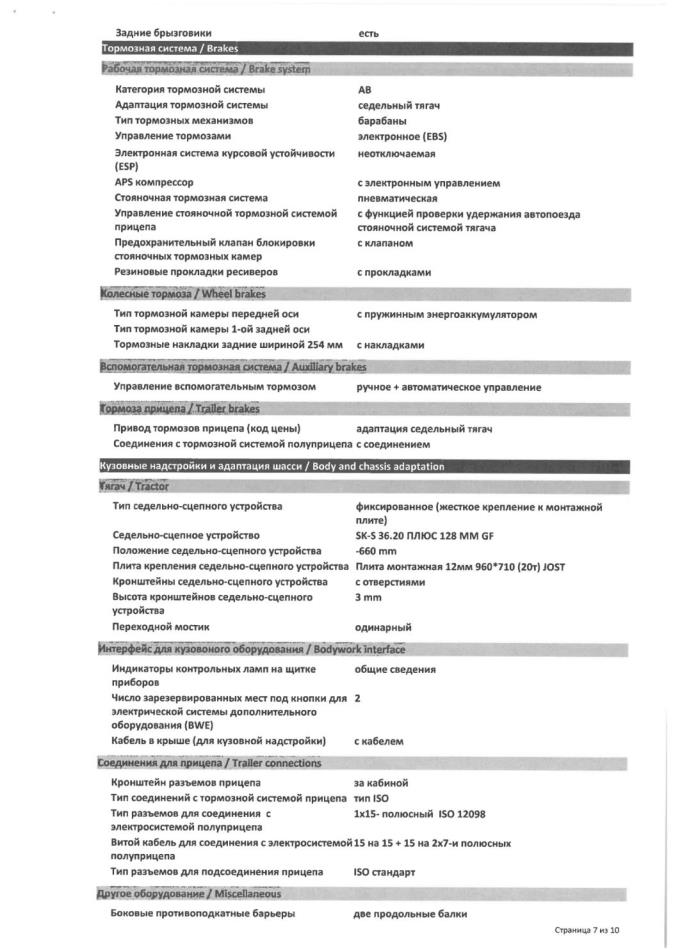 Задние брызговики есть
Тормозная система / Brakes
Рабочая тормозная система / Brake system
Категория тормозной системы AB
Адаптация тормозной системы седельный тягач
Тип тормозных механизмов барабаны
Управление тормозами электронное (EBS)
Электронная система курсовой устойчивости неотключаемая
(ESP)
APS компрессор с электронным управлением
Стояночная тормозная система пневматическая
Управление стояночной тормозной системой с функцией проверки удержания автопоезда
прицепа стояночной системой тягача
Предохранительный клапан блокировки с клапаном
стояночных тормозных камер
Резиновые прокладки ресиверов с прокладками
Колесные тормоза / Wheel brakes
Тип тормозной камеры передней оси с пружинным энергоаккумулятором
Тип тормозной камеры 1-ой задней оси
Тормозные накладки задние шириной 254 мм с накладками
Вспомогательная тормозная система / Auxiliary brakes
Управление вспомогательным тормозом ручное + автоматическое управление
Тормоза прицепа / Trailer brakes
Привод тормозов прицепа (код цены) адаптация седельный тягач
Соединения с тормозной системой полуприцепа с соединением
Кузовные надстройки и адаптация шасси / Body and chassis adaptation
Тягач / Tractor
Тип седельно-сцепного устройства фиксированное (жесткое крепление к монтажной
плите)
Седельно-сцепное устройство SK-S 36.20 ПЛЮС 128 ММ GF
Положение седельно-сцепного устройства -660 mm
Плита крепления седельно-сцепного устройства Плита монтажная 12мм 960*710 (20т) JOST
Кронштейны седельно-сцепного устройства с отверстиями
Высота кронштейнов седельно-сцепного 3 mm
устройства
Переходной мостик одинарный
Интерфейс для кузовоного оборудования / Bodywork interface
Индикаторы контрольных ламп на щитке общие сведения
приборов
Число зарезервированных мест под кнопки для 2
электрической системы дополнительного
оборудования (BWE)
Кабель в крыше (для кузовной надстройки) с кабелем
Соединения для прицепа / Trailer connections
Кронштейн разъемов прицепа за кабиной
Тип соединений с тормозной системой прицепа тип ISO
Тип разъемов для соединения с 1x15- полюсный ISO 12098
электросистемой полуприцепа
Витой кабель для соединения с электросистемой 15 на 15 + 15 на 2х7-и полюсных
полуприцепа
Тип разъемов для подсоединения прицепа ISO стандарт
Другое оборудование / Miscellaneous
Боковые противоподкатные барьеры две продольные балки
Страница 7 из 10